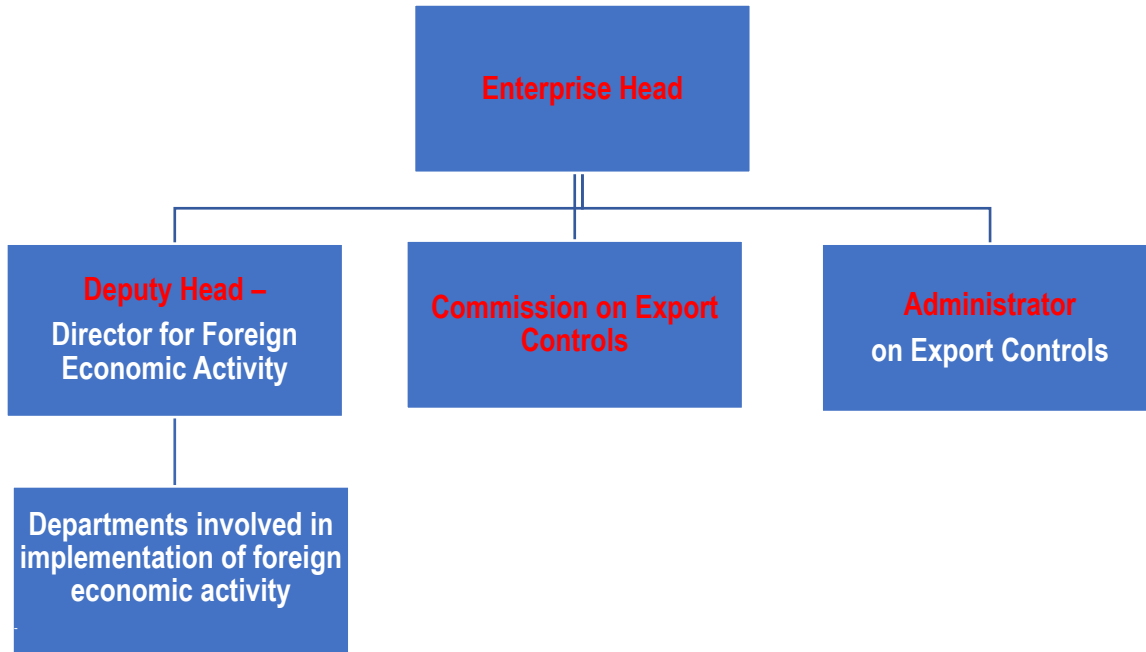 Enterprise Head
Deputy Head –
Director for Foreign
Economic Activity
Commission on Export
Controls
Administrator
on Export Controls
Departments involved in
implementation of foreign
economic activity